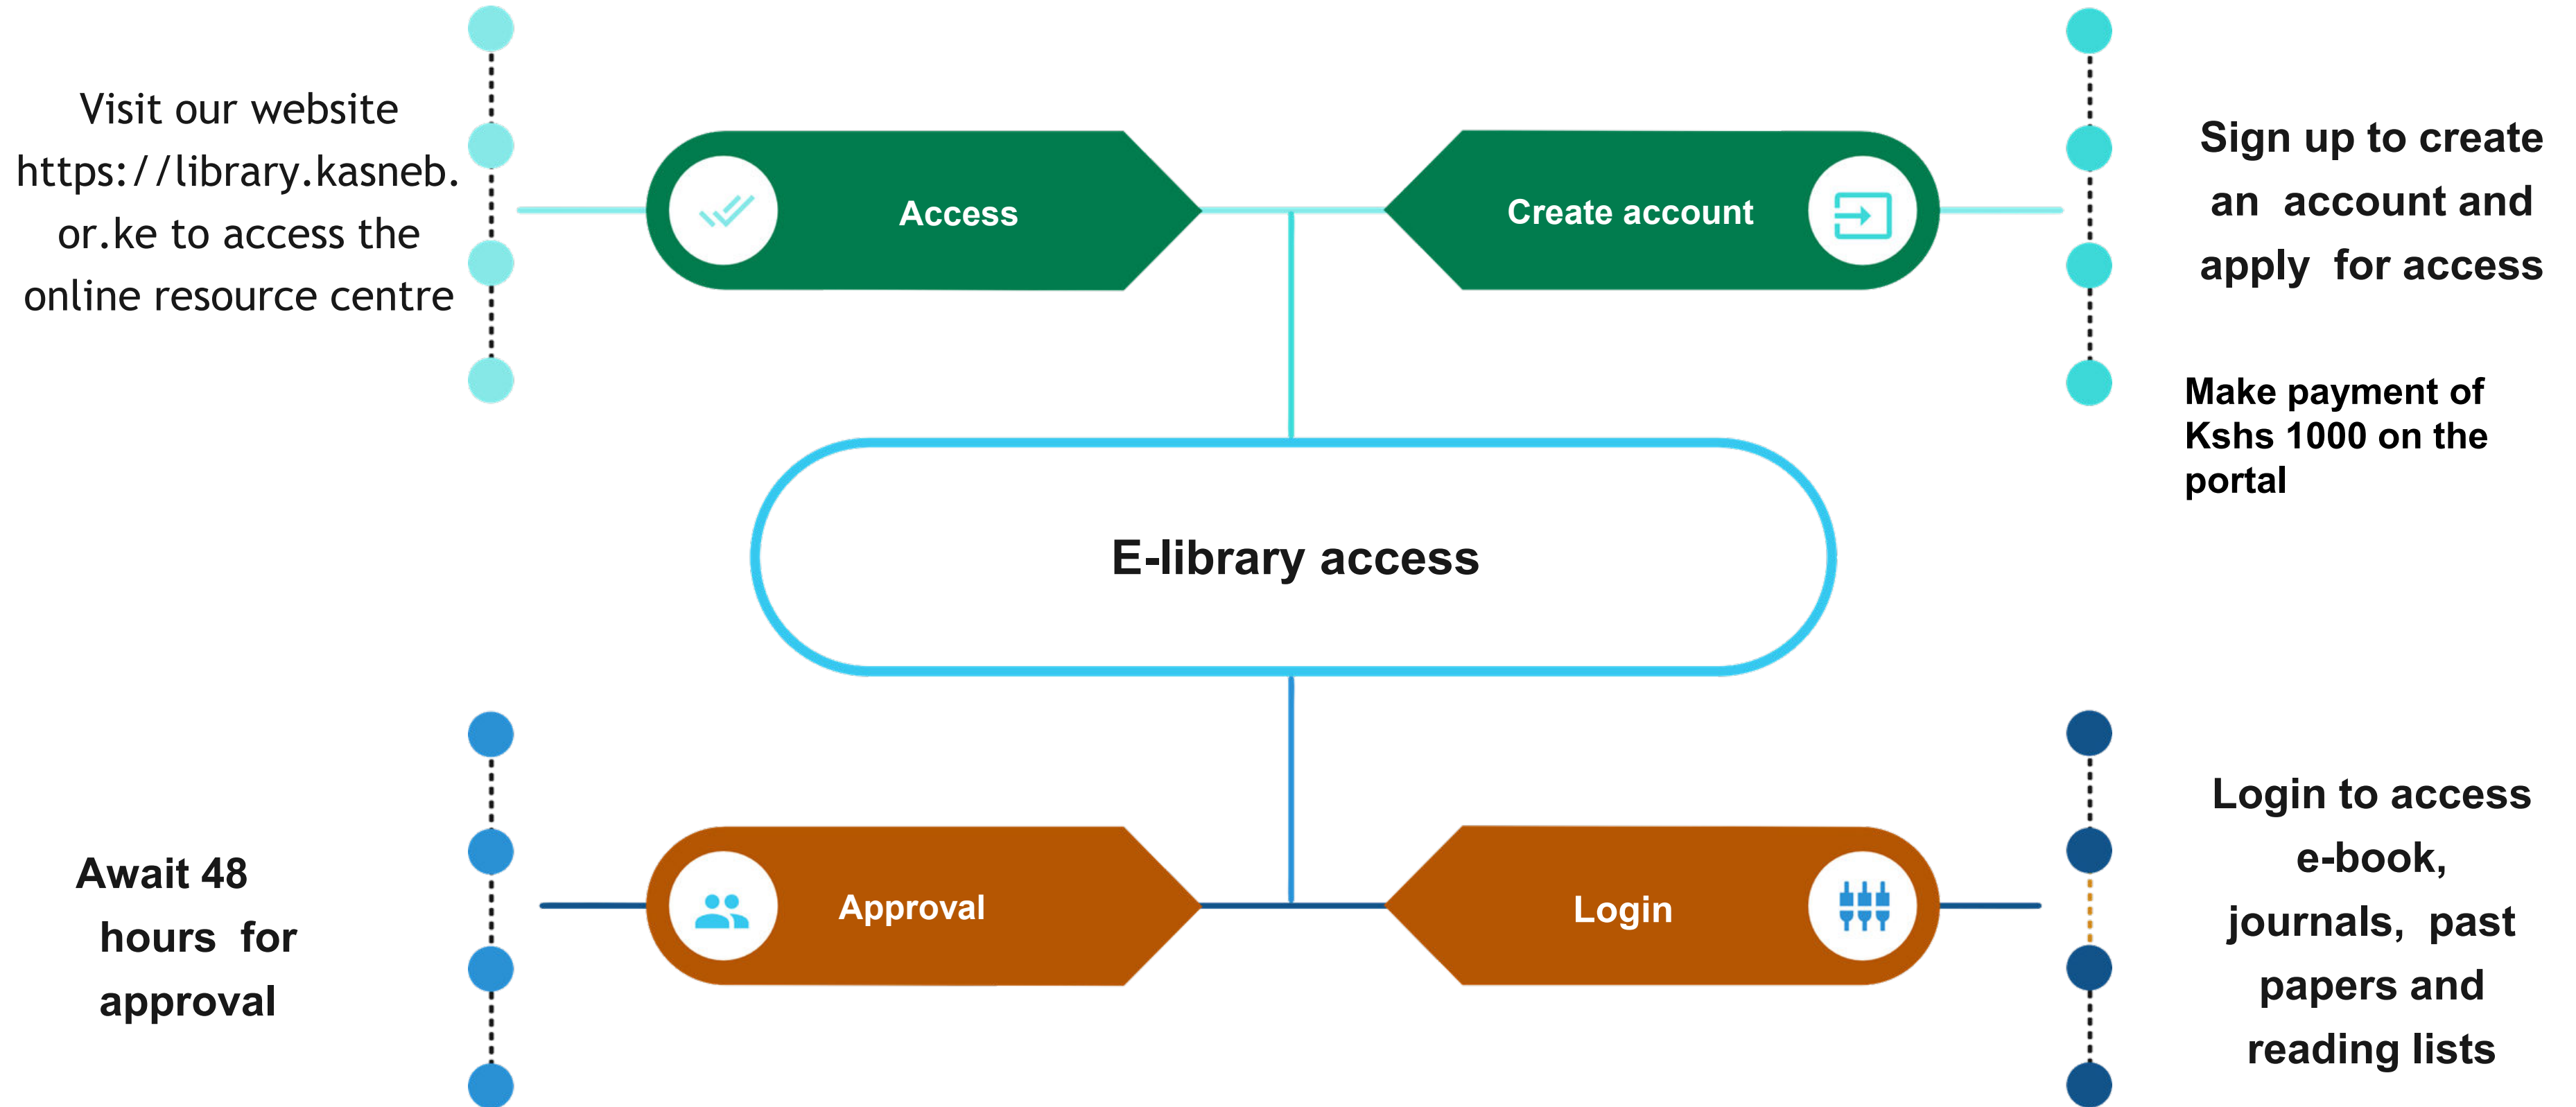 Visit our website
https://library.kasneb.
or.ke to access the
online resource centre
Access
Create account
Sign up to create
an account and
apply for access
Make payment of
Kshs 1000 on the
portal
E-library access
Await 48
hours for
approval
Approval
Login
Login to access
e-book,
journals, past
papers and
reading lists